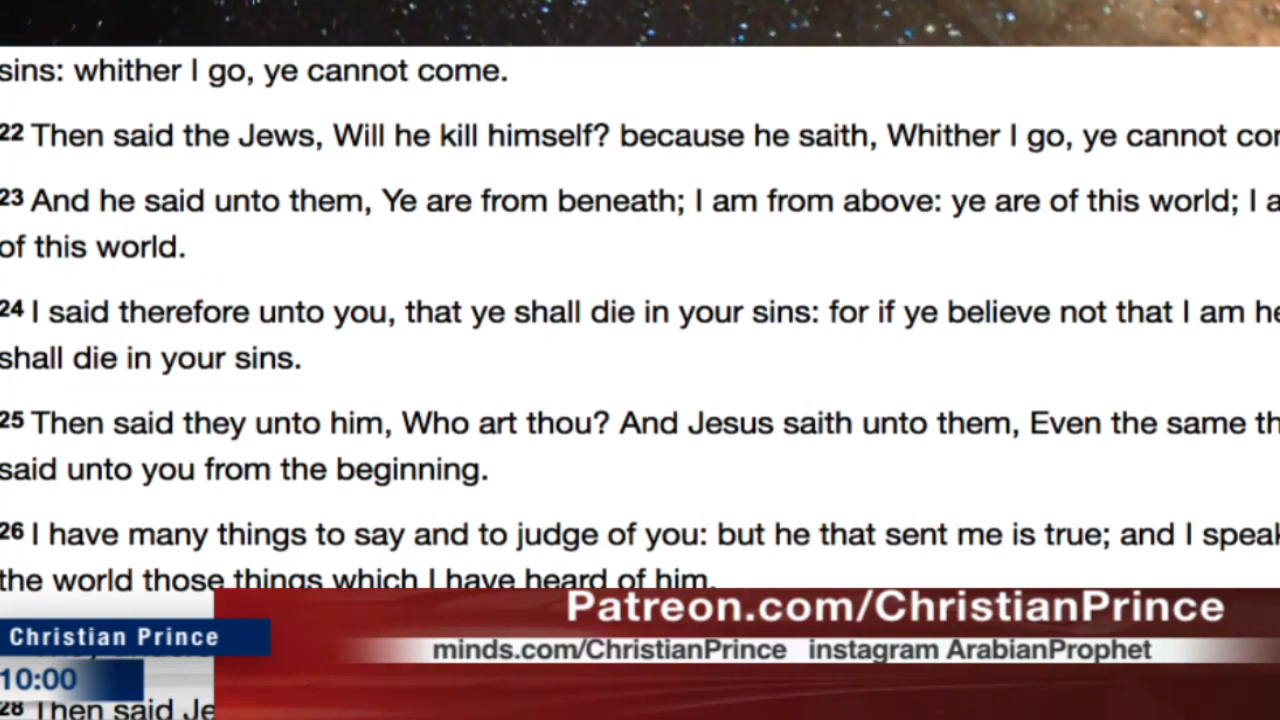 sins: whither I go, ye cannot come.
22 Then said the Jews, Will he kill himself? because he saith, Whither I go, ye cannot
23 And he said unto them, Ye are from beneath; I am from above: ye are of this world; I
of this world.
24 I said therefore unto you, that ye shall die in your sins: for if ye believe not that I am
shall die in your sins.
25 Then said they unto him, Who art thou? And Jesus saith unto them, Even the same
said unto you from the beginning.
26 I have many things to say and to judge of you: but he that sent me is true; and I speak
the world those things which I have heard of him.
Patreon.com/ChristianPrince
Christian Prince
minds.com/ChristianPrince instagram ArabianProphet
10:00
28 Then said Je